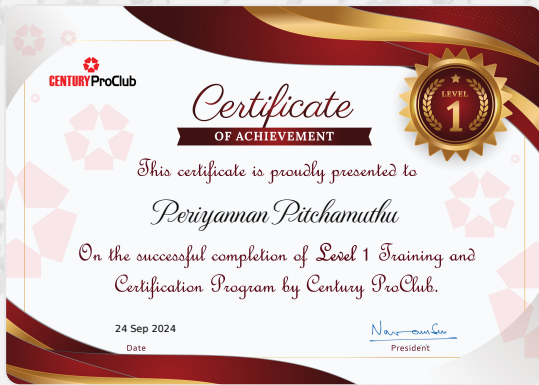 CENTURY ProClub
Certificate
OF ACHIEVEMENT
LEVEL
1
This certificate is proudly presented to
Periyannan Pitchamuthu
On the successful completion of Level 1 Training and
Certification Program by Century ProClub.
24 Sep 2024
Date
President